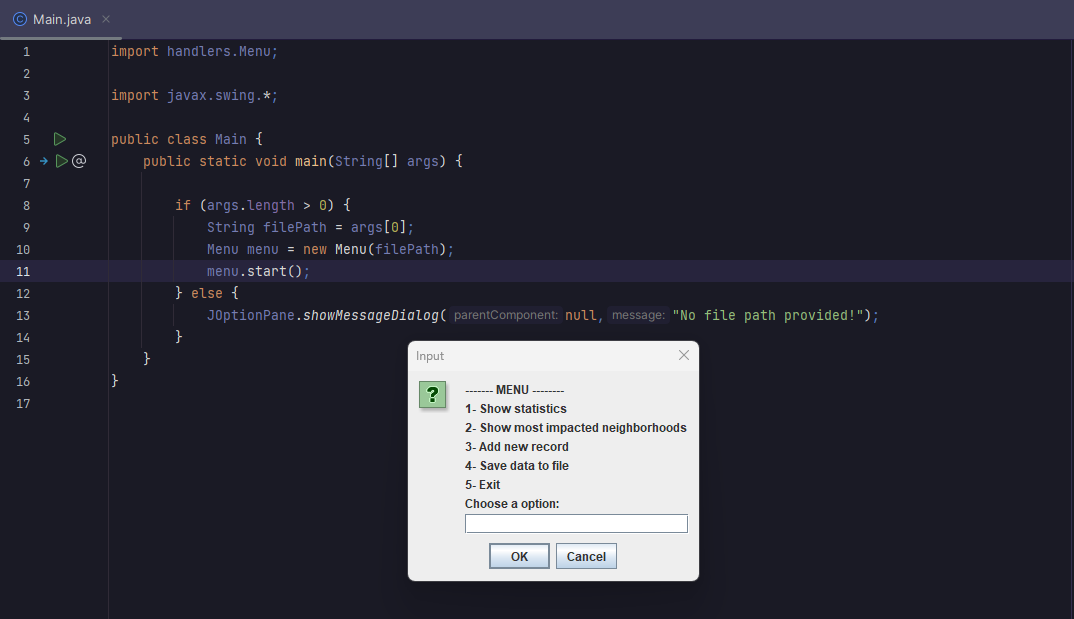 Main.java
1 import handlers.Menu;
2
3 import javax.swing.*;
4
5 public class Main {
6 public static void main(String[] args) {
7
8 if (args.length > 0) {
9 String filePath = args[0];
10 Menu menu = new Menu(filePath);
11 menu.start();
12 } else {
13 JOptionPane.showMessageDialog( parentComponent: null, message: "No file path provided!");
14 }
15 }
16 }
17
Input
------- MENU --------
1- Show statistics
2- Show most impacted neighborhoods
3- Add new record
4- Save data to file
5- Exit
Choose a option:
OK Cancel